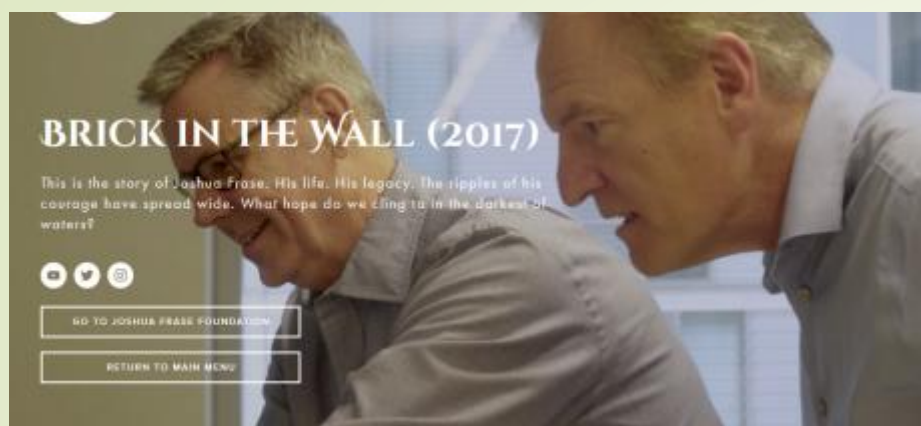 BRICK IN THE WALL (2017)
This is the story of Joshua Frase. His life. His legacy. The ripples of his
courage have spread wide. What hope do we cling to in the darkest of
waters?
GO TO JOSHUA FRASE FOUNDATION
RETURN TO MAIN MENU